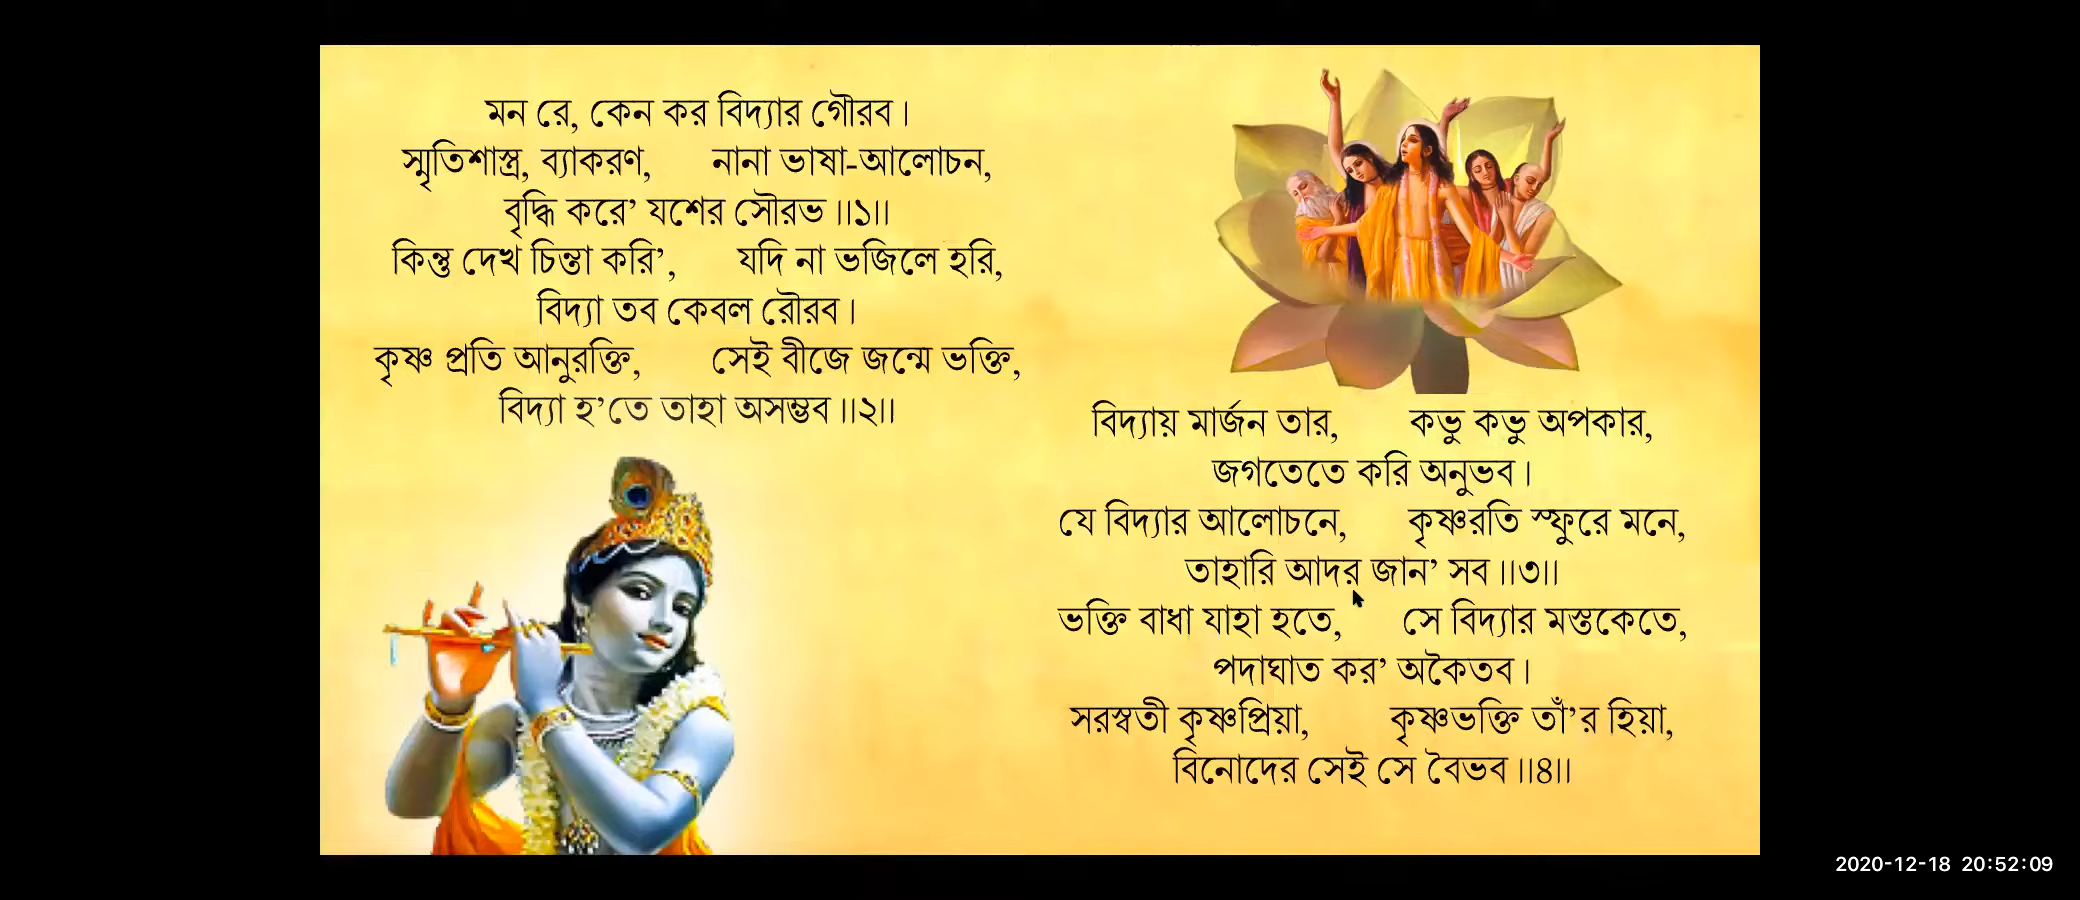 মন রে, কেন কর বিদ্যার গৌরব।
স্মৃতিশাস্ত্র, ব্যাকরণ, নানা ভাষা-আলোচন,
বৃদ্ধি করে’ যশের সৌরভ॥১॥
কিন্তু দেখ চিন্তা করি’, যদি না ভজিলে হরি,
বিদ্যা তব কেবল রৌরব।
কৃষ্ণ প্রতি আনুরক্তি, সেই বীজে জন্মে ভক্তি,
বিদ্যা হ’তে তাহা অসম্ভব॥২॥
বিদ্যায় মার্জন তার, কভু কভু অপকার,
জগতেতে করি অনুভব।
যে বিদ্যার আলোচনে, কৃষ্ণরতি স্ফুরে মনে,
তাহারি আদর জান’ সব॥৩॥
ভক্তি বাধা যাহা হতে, সে বিদ্যার মস্তকেতে,
পদাঘাত কর’ অকৈতব।
সরস্বতী কৃষ্ণপ্রিয়া, কৃষ্ণভক্তি তাঁ’র হিয়া,
বিনোদের সেই সে বৈভব॥৪॥
2020-12-18 20:52:09